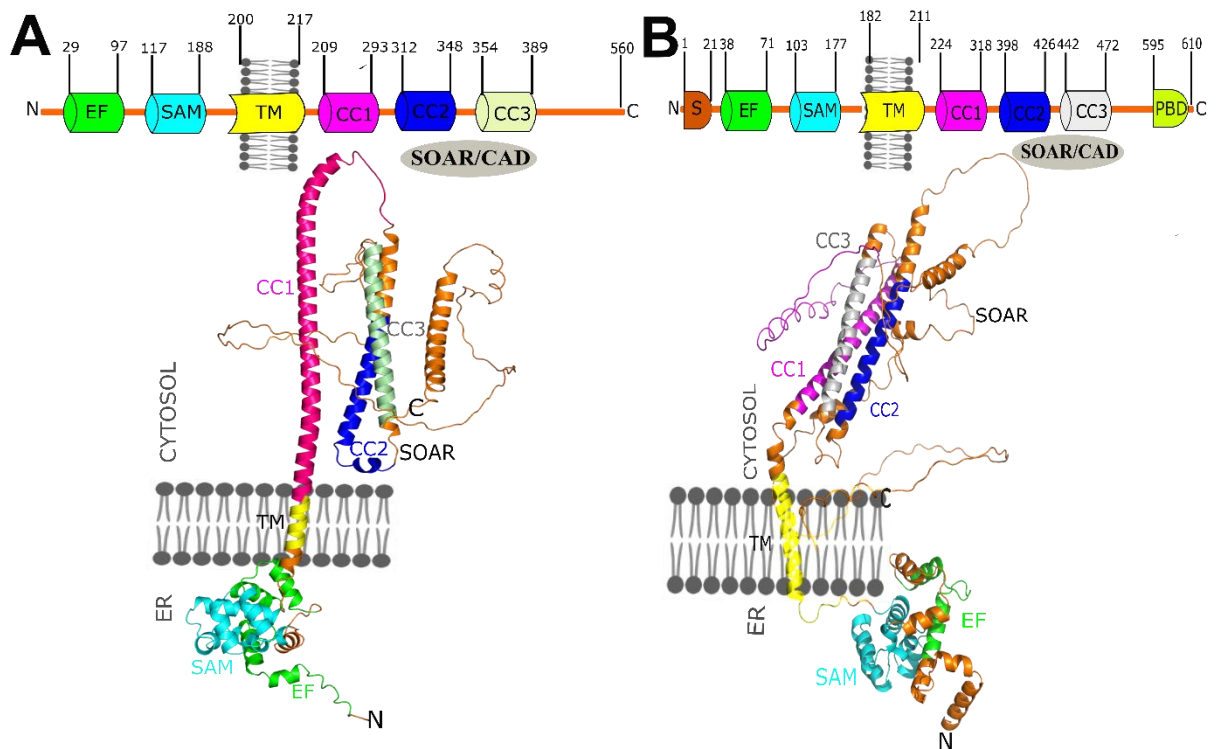 A
200 217
29 97 117 188 209 293 312 348 354 389 560
N EF SAM TM CC1 CC2 CC3 C
SOAR/CAD
CC1
CC3
CC2
SOAR
C
CYTOSOL
TM
ER
SAM
EF
N
B
182 211
1 21 38 71 103 177 224 318 398 426 442 472 595 610
N S EF SAM TM CC1 CC2 CC3 PBD C
SOAR/CAD
CC3
SOAR
CC1
CC2
CYTOSOL
C
TM
ER
EF
SAM
N